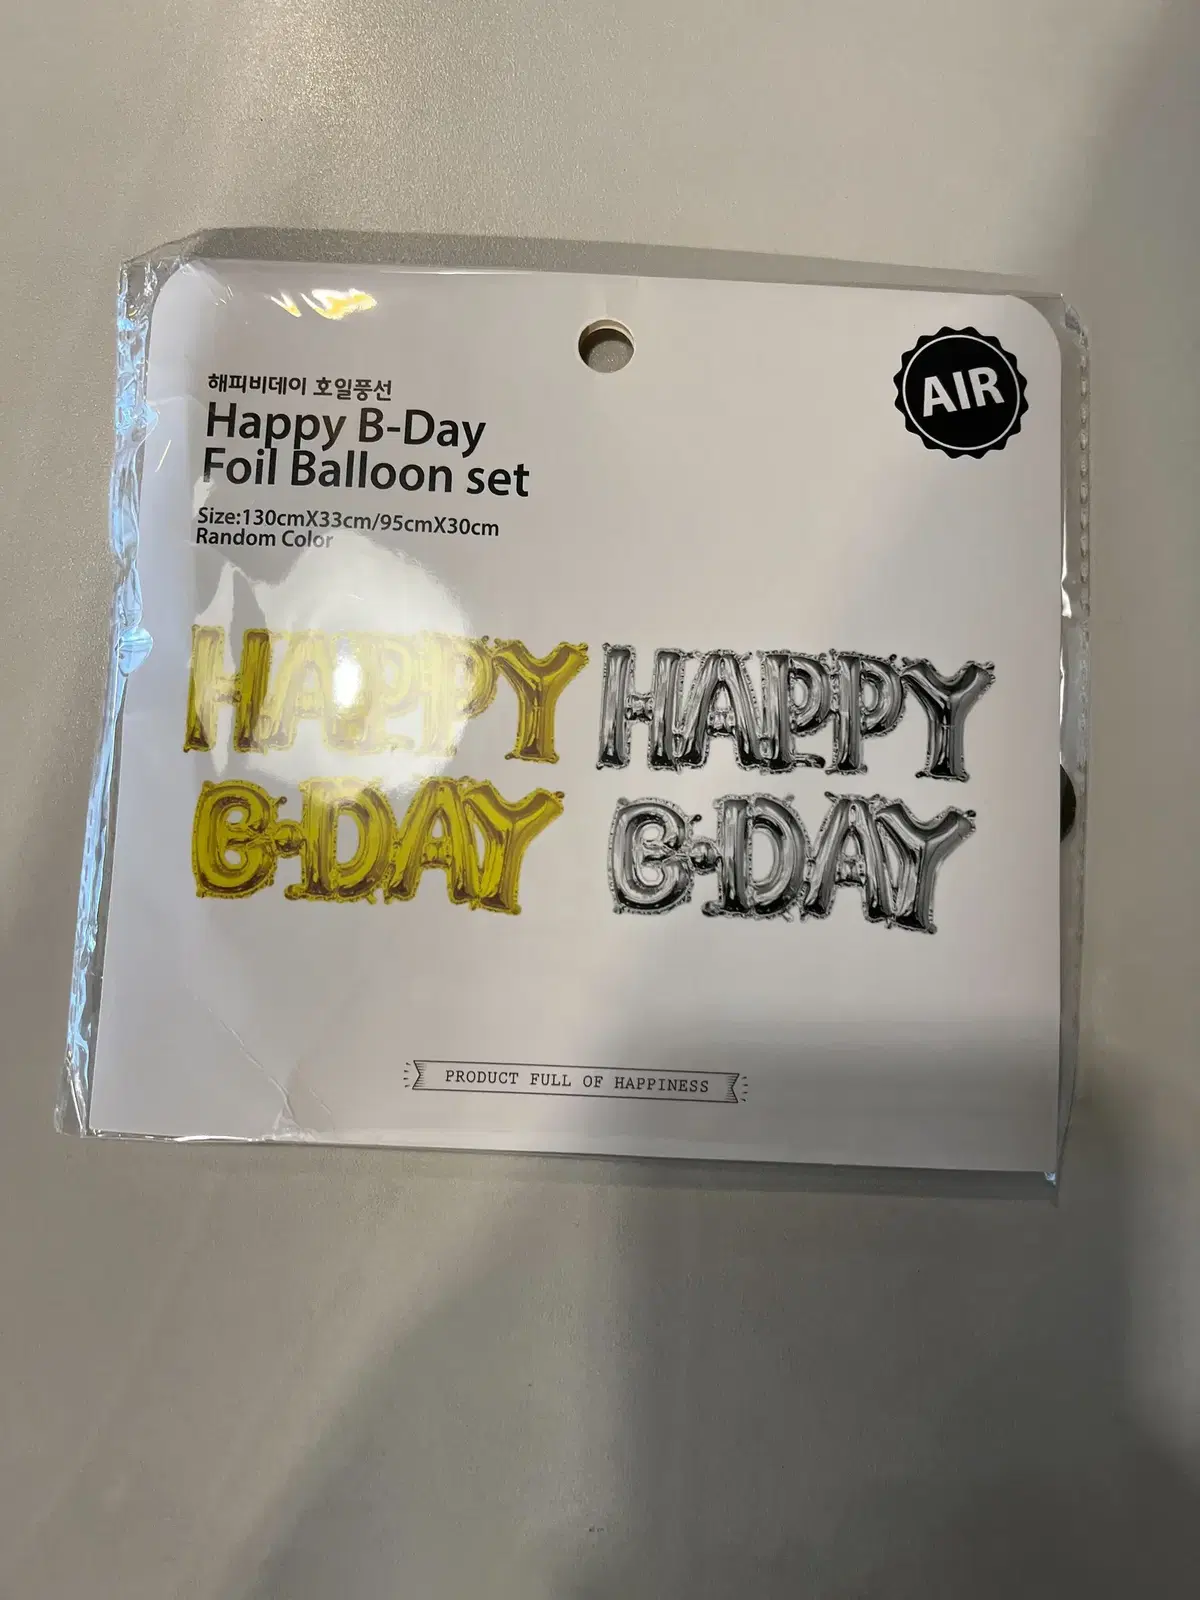 해피비데이 호일풍선
Happy B-Day
Foil Balloon set
Size:130cmX33cm/95cmX30cm
Random Color
AIR
HAPPY
B-DAY
HAPPY
B-DAY
PRODUCT FULL OF HAPPINESS